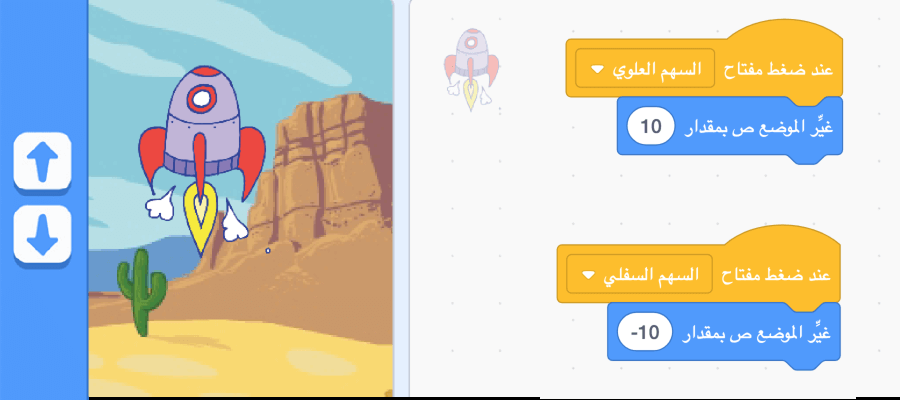 عند ضغط مفتاح السهم العلوي
غيِّر الموضع ص بمقدار 10
عند ضغط مفتاح السهم السفلي
غيِّر الموضع ص بمقدار -10